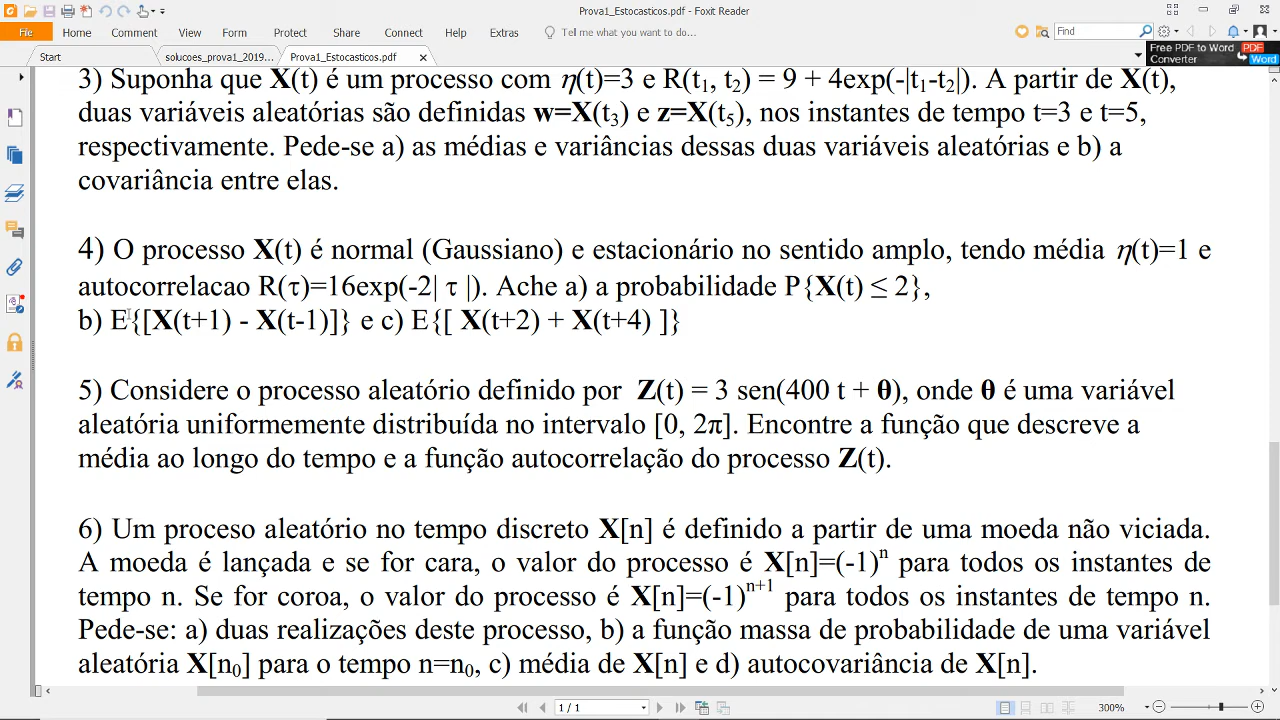 Prova1_Estocasticos.pdf - Foxit Reader
File Home Comment View Form Protect Share Connect Help Extras Tell me what you want to do... Find
Start solucoes_prova1_2019... Prova1_Estocasticos.pdf
Free PDF to Word Converter PDF Word
3) Suponha que X(t) é um processo com η(t)=3 e R(t₁, t₂) = 9 + 4exp(-|t₁-t₂|). A partir de X(t),
duas variáveis aleatórias são definidas w=X(t₃) e z=X(t₅), nos instantes de tempo t=3 e t=5,
respectivamente. Pede-se a) as médias e variâncias dessas duas variáveis aleatórias e b) a
covariância entre elas.
4) O processo X(t) é normal (Gaussiano) e estacionário no sentido amplo, tendo média η(t)=1 e
autocorrelacao R(τ)=16exp(-2| τ |). Ache a) a probabilidade P{X(t) ≤ 2},
b) E{[X(t+1) - X(t-1)]} e c) E{[ X(t+2) + X(t+4) ]}
5) Considere o processo aleatório definido por Z(t) = 3 sen(400 t + θ), onde θ é uma variável
aleatória uniformemente distribuída no intervalo [0, 2π]. Encontre a função que descreve a
média ao longo do tempo e a função autocorrelação do processo Z(t).
6) Um proceso aleatório no tempo discreto X[n] é definido a partir de uma moeda não viciada.
A moeda é lançada e se for cara, o valor do processo é X[n]=(-1)ⁿ para todos os instantes de
tempo n. Se for coroa, o valor do processo é X[n]=(-1)ⁿ⁺¹ para todos os instantes de tempo n.
Pede-se: a) duas realizações deste processo, b) a função massa de probabilidade de uma variável
aleatória X[n₀] para o tempo n=n₀, c) média de X[n] e d) autocovariância de X[n].
1 / 1 300%